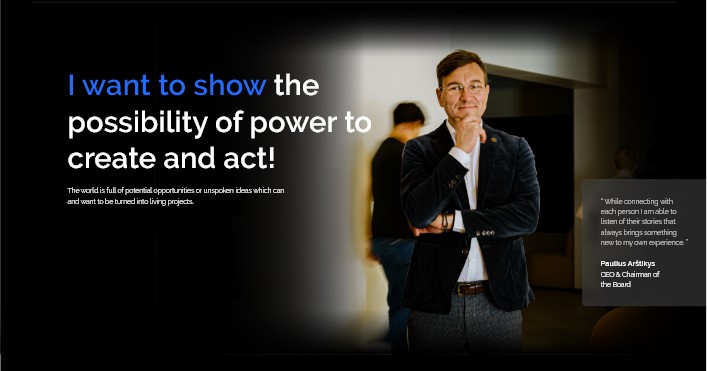 I want to show the
possibility of power to
create and act!
The world is full of potential opportunities or unspoken ideas which can
and want to be turned into living projects.
" While connecting with
each person I am able to
listen of their stories that
always brings something
new to my own experience. "
Paulius Arštikys
CEO & Chairman of
the Board